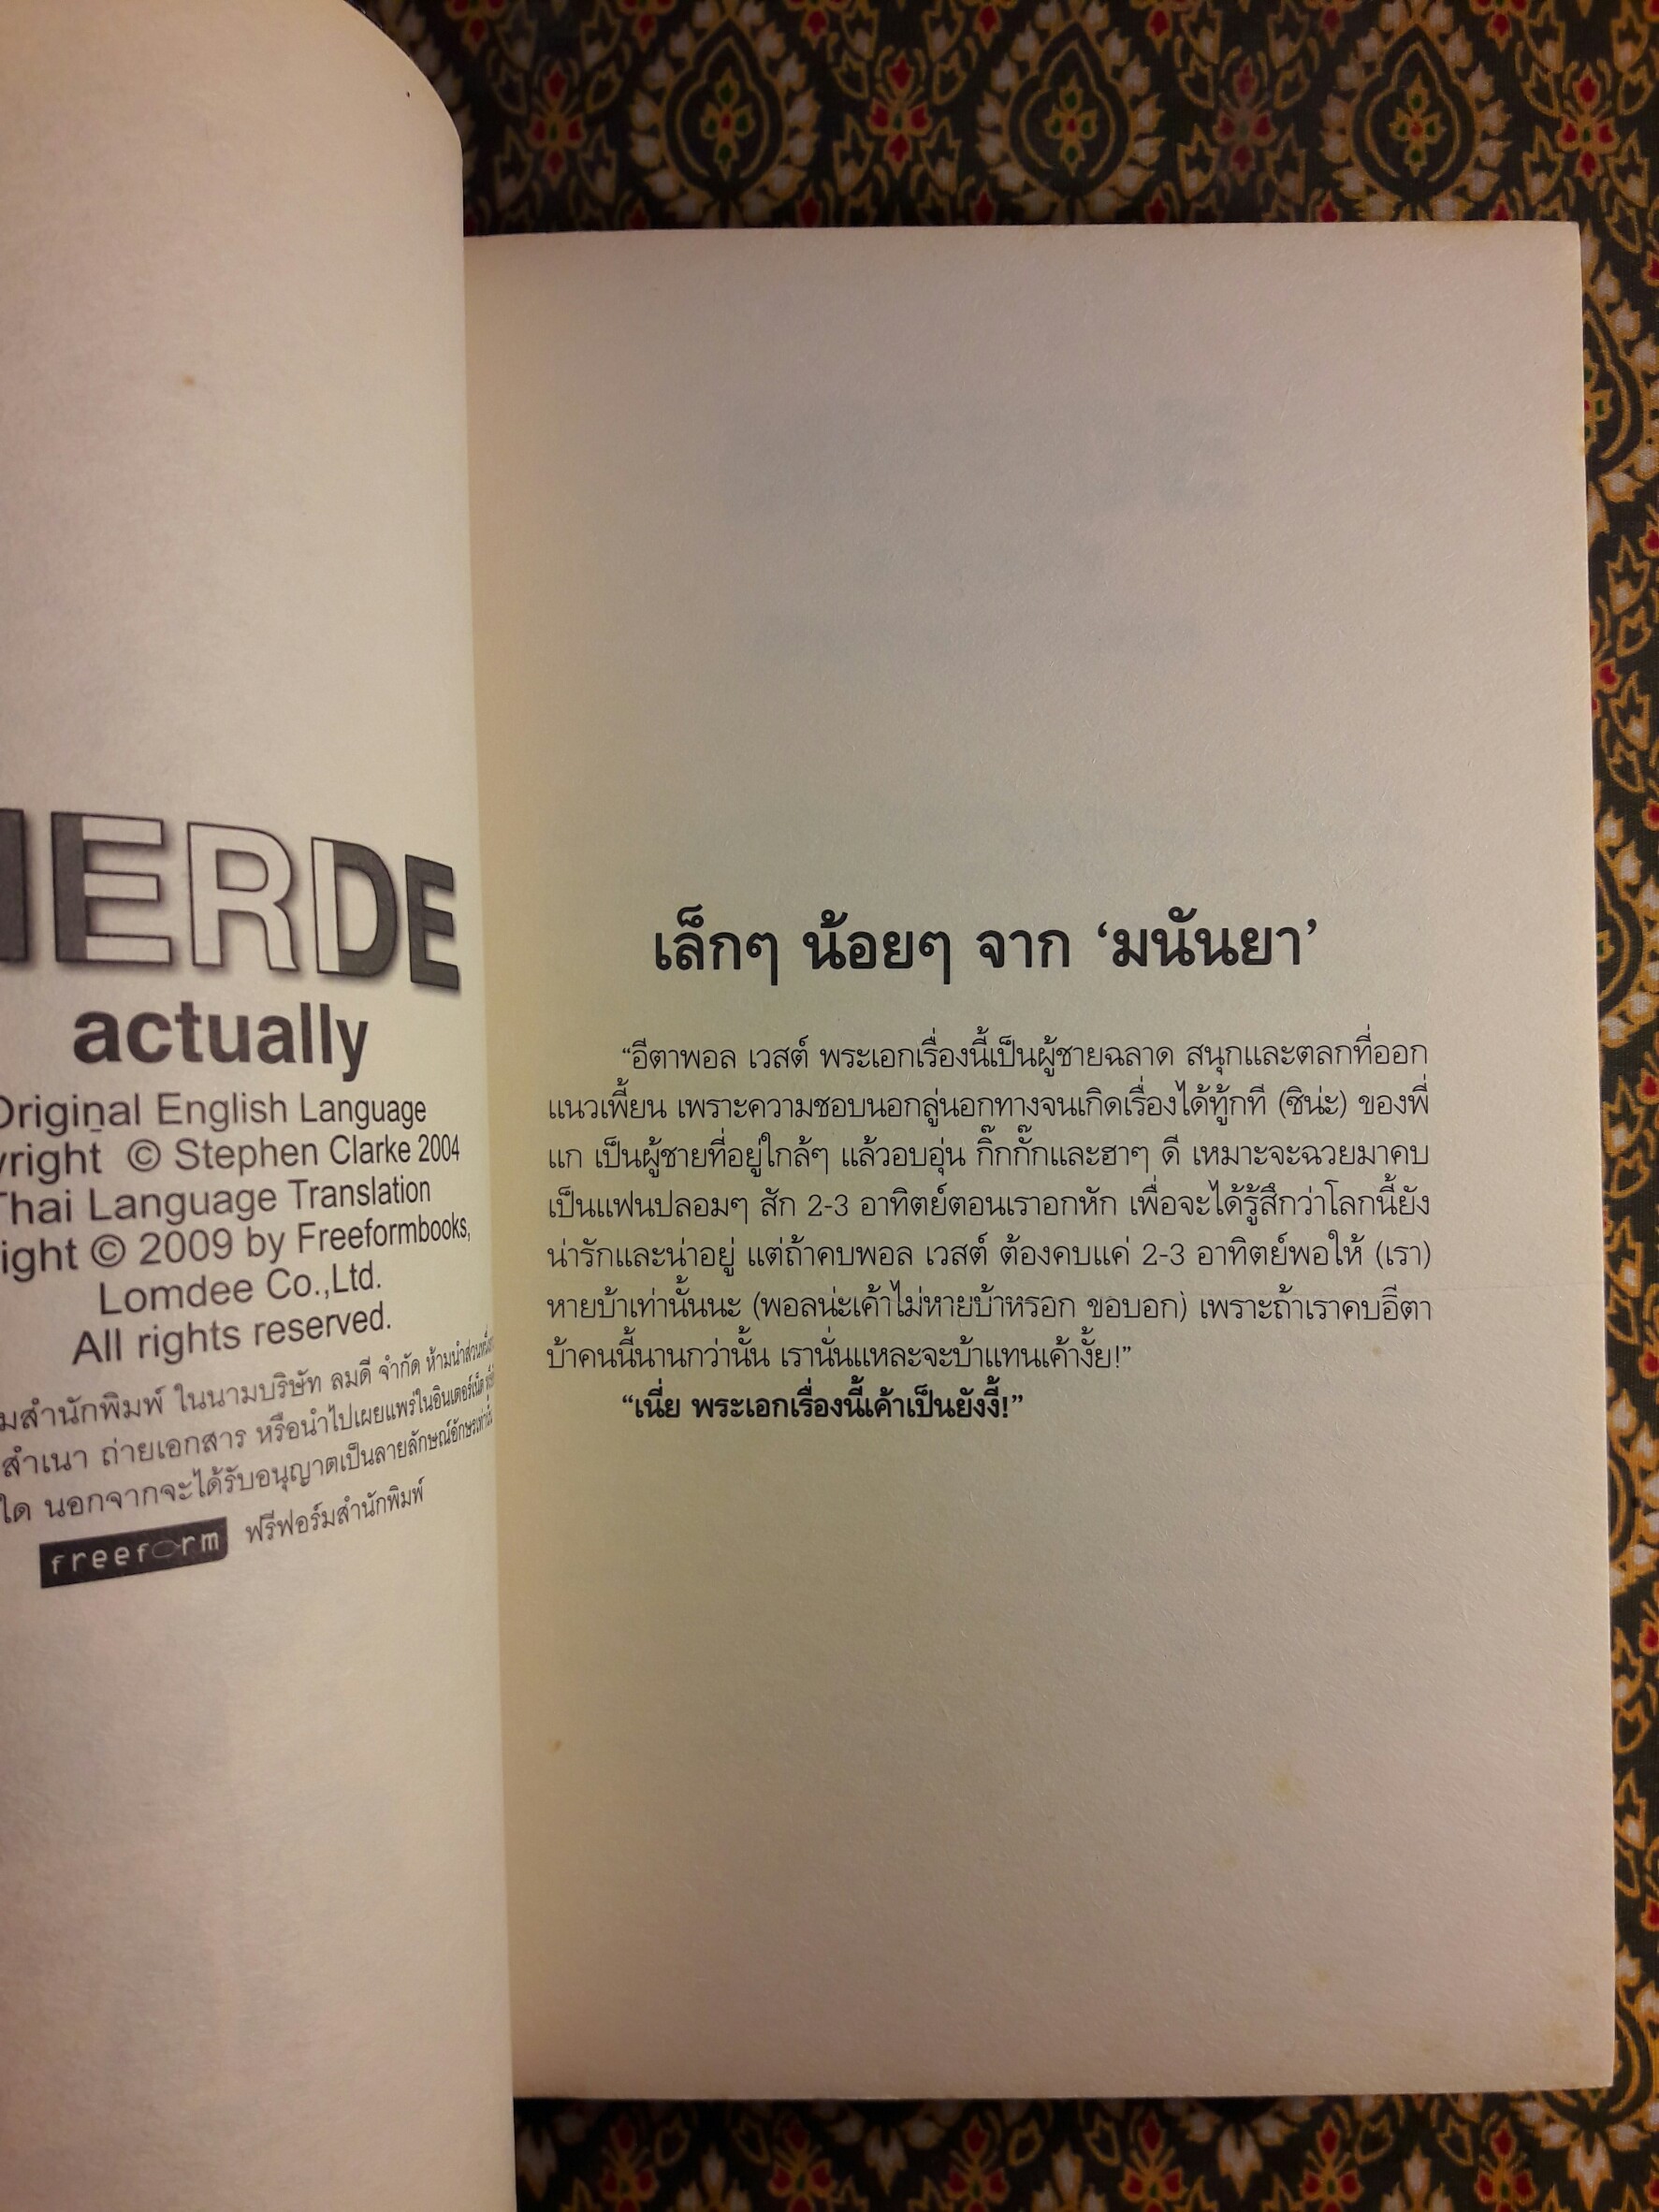 ERDE
actually
Original English Language
© Stephen Clarke 2004
Thai Language Translation
© 2009 by Freeformbooks,
Lomdee Co.,Ltd.
All rights reserved.
สำนักพิมพ์ ในนามบริษัท ลมดี จำกัด ห้ามนำส่วนหนึ่ง
สำเนา ถ่ายเอกสาร หรือนำไปเผยแพร่ในอินเตอร์เน็ต
ใด นอกจากจะได้รับอนุญาตเป็นลายลักษณ์อักษรเท่านั้น
freeform ฟรีฟอร์มสำนักพิมพ์
เล็กๆ น้อยๆ จาก ‘มนันยา’
“อีตาพอล เวสต์ พระเอกเรื่องนี้เป็นผู้ชายฉลาด สนุกและตลกที่ออก
แนวเพี้ยน เพราะความชอบนอกลู่นอกทางจนเกิดเรื่องได้ทู้กที (ซิน่ะ) ของพี่
แก เป็นผู้ชายที่อยู่ใกล้ๆ แล้วอบอุ่น กิ๊กกั๊กและฮาๆ ดี เหมาะจะฉวยมาคบ
เป็นแฟนปลอมๆ สัก 2-3 อาทิตย์ตอนเราอกหัก เพื่อจะได้รู้สึกว่าโลกนี้ยัง
น่ารักและน่าอยู่ แต่ถ้าคบพอล เวสต์ ต้องคบแค่ 2-3 อาทิตย์พอให้ (เรา)
หายบ้าเท่านั้นนะ (พอลน่ะเค้าไม่หายบ้าหรอก ขอบอก) เพราะถ้าเราคบอีตา
บ้าคนนี้นานกว่านั้น เรานั่นแหละจะบ้าแทนเค้างั้ย!”
“เนี่ย พระเอกเรื่องนี้เค้าเป็นยังงี้!”